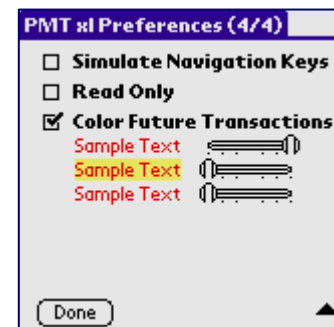 PMT xl Preferences (4/4)
Simulate Navigation Keys
Read Only
Color Future Transactions
Sample Text
Sample Text
Sample Text
Done